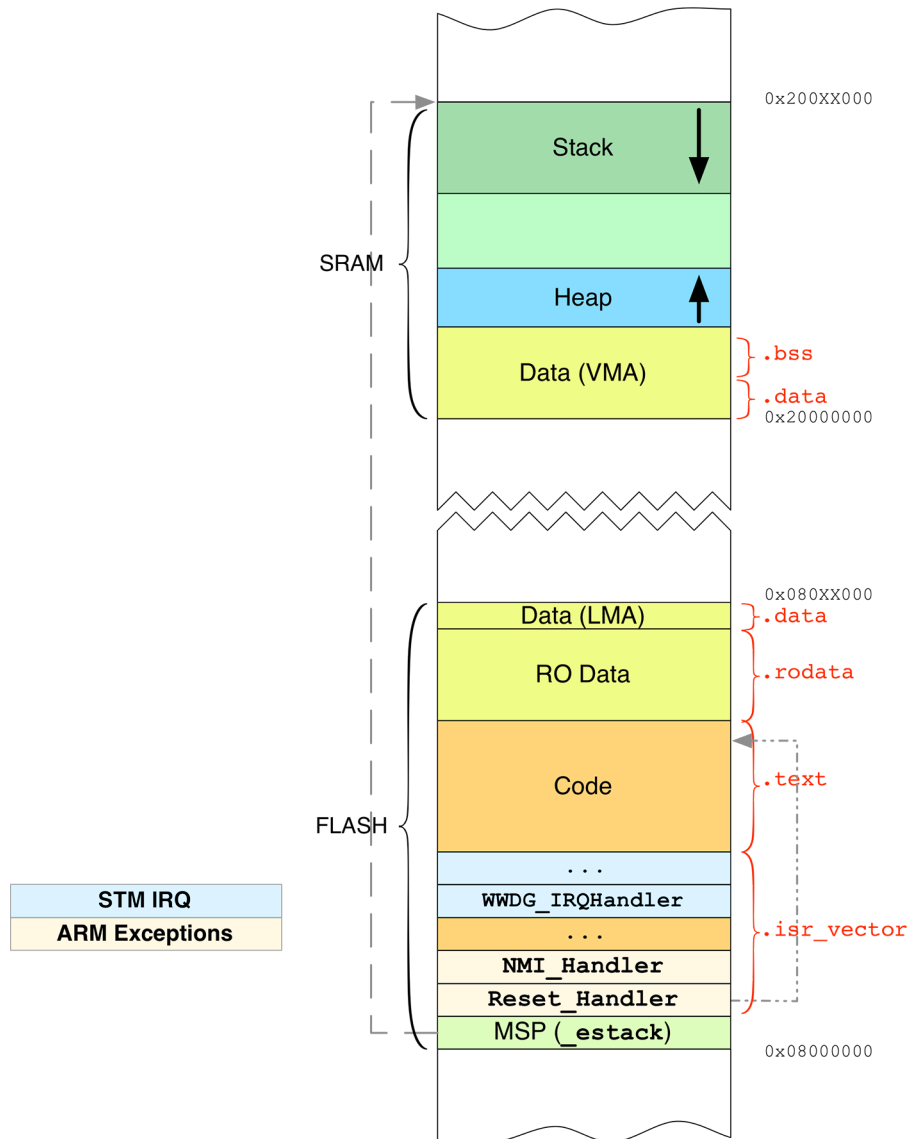 0x200XX000
Stack
SRAM
Heap
.bss
Data (VMA)
.data
0x20000000
0x080XX000
Data (LMA)
.data
RO Data
.rodata
Code
.text
FLASH
...
STM IRQ
WWDG_IRQHandler
ARM Exceptions
...
.isr_vector
NMI_Handler
Reset_Handler
MSP (_estack)
0x08000000